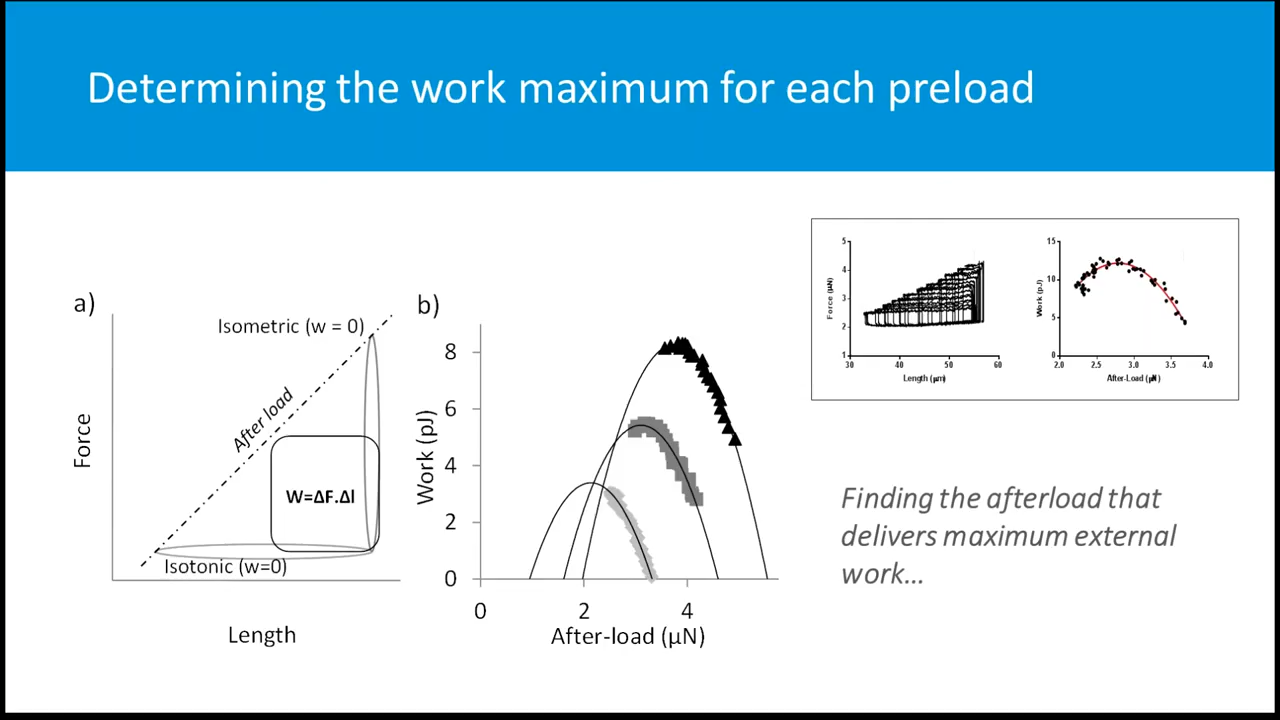 Determining the work maximum for each preload
a)
Isometric (w = 0)
After load
Force
W=ΔF.Δl
Isotonic (w=0)
Length
b)
8
6
4
2
0
Work (pJ)
0 2 4
After-load (µN)
5
4
3
2
1
Force (µN)
30 40 50 60
Length (µm)
15
10
5
0
Work (pJ)
2.0 2.5 3.0 3.5 4.0
After-Load (µN)
Finding the afterload that
delivers maximum external
work…